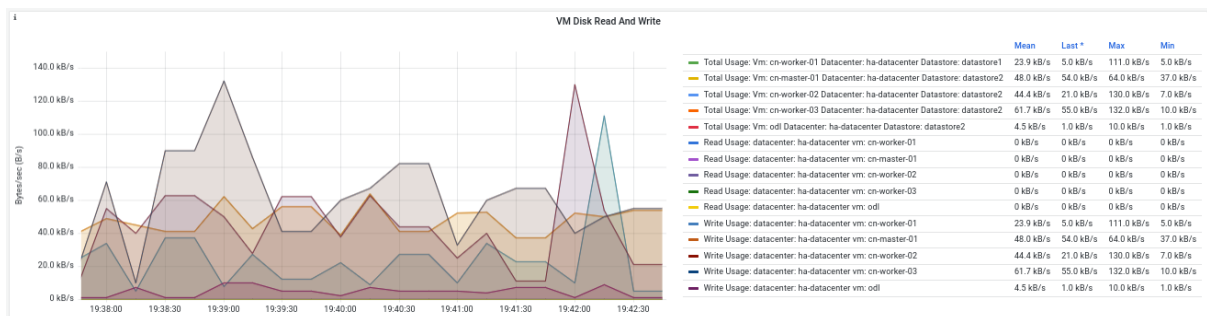 i
VM Disk Read And Write
Bytes/sec (B/s)
140.0 kB/s
120.0 kB/s
100.0 kB/s
80.0 kB/s
60.0 kB/s
40.0 kB/s
20.0 kB/s
0 kB/s
19:38:00 19:38:30 19:39:00 19:39:30 19:40:00 19:40:30 19:41:00 19:41:30 19:42:00 19:42:30
Mean Last * Max Min
Total Usage: Vm: cn-worker-01 Datacenter: ha-datacenter Datastore: datastore1 23.9 kB/s 5.0 kB/s 111.0 kB/s 5.0 kB/s
Total Usage: Vm: cn-master-01 Datacenter: ha-datacenter Datastore: datastore2 48.0 kB/s 54.0 kB/s 64.0 kB/s 37.0 kB/s
Total Usage: Vm: cn-worker-02 Datacenter: ha-datacenter Datastore: datastore2 44.4 kB/s 21.0 kB/s 130.0 kB/s 7.0 kB/s
Total Usage: Vm: cn-worker-03 Datacenter: ha-datacenter Datastore: datastore2 61.7 kB/s 55.0 kB/s 132.0 kB/s 10.0 kB/s
Total Usage: Vm: odl Datacenter: ha-datacenter Datastore: datastore2 4.5 kB/s 1.0 kB/s 10.0 kB/s 1.0 kB/s
Read Usage: datacenter: ha-datacenter vm: cn-worker-01 0 kB/s 0 kB/s 0 kB/s 0 kB/s
Read Usage: datacenter: ha-datacenter vm: cn-master-01 0 kB/s 0 kB/s 0 kB/s 0 kB/s
Read Usage: datacenter: ha-datacenter vm: cn-worker-02 0 kB/s 0 kB/s 0 kB/s 0 kB/s
Read Usage: datacenter: ha-datacenter vm: cn-worker-03 0 kB/s 0 kB/s 0 kB/s 0 kB/s
Read Usage: datacenter: ha-datacenter vm: odl 0 kB/s 0 kB/s 0 kB/s 0 kB/s
Write Usage: datacenter: ha-datacenter vm: cn-worker-01 23.9 kB/s 5.0 kB/s 111.0 kB/s 5.0 kB/s
Write Usage: datacenter: ha-datacenter vm: cn-master-01 48.0 kB/s 54.0 kB/s 64.0 kB/s 37.0 kB/s
Write Usage: datacenter: ha-datacenter vm: cn-worker-02 44.4 kB/s 21.0 kB/s 130.0 kB/s 7.0 kB/s
Write Usage: datacenter: ha-datacenter vm: cn-worker-03 61.7 kB/s 55.0 kB/s 132.0 kB/s 10.0 kB/s
Write Usage: datacenter: ha-datacenter vm: odl 4.5 kB/s 1.0 kB/s 10.0 kB/s 1.0 kB/s